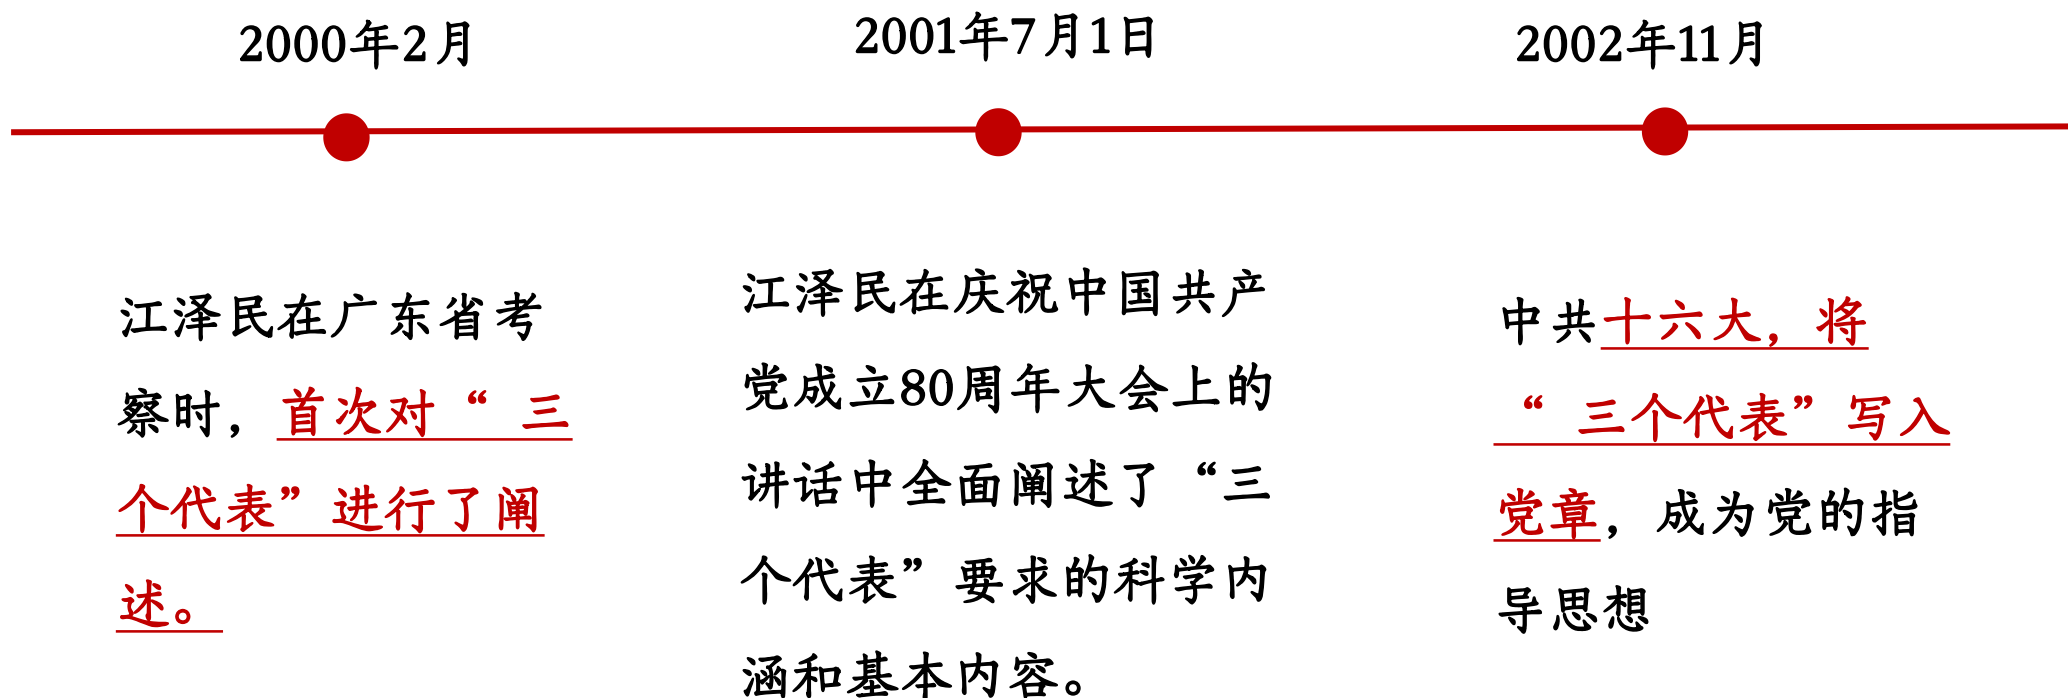 2000年2月
江泽民在广东省考
察时，首次对“ 三
个代表”进行了阐
述。
2001年7月1日
江泽民在庆祝中国共产
党成立80周年大会上的
讲话中全面阐述了“三
个代表”要求的科学内
涵和基本内容。
2002年11月
中共十六大，将
“ 三个代表”写入
党章，成为党的指
导思想